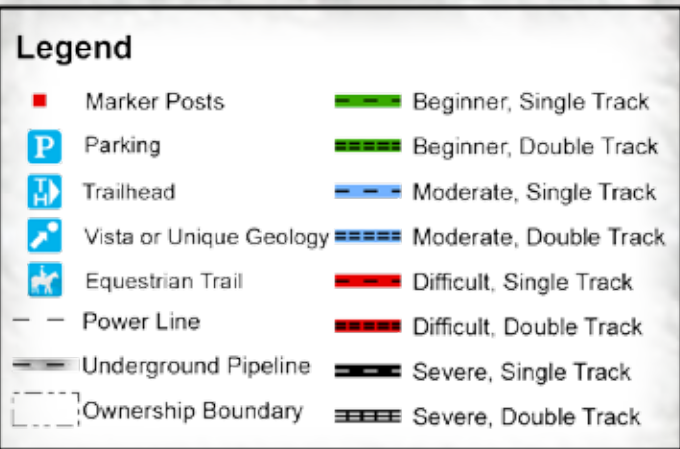 Legend
Marker Posts
P Parking
TH Trailhead
Vista or Unique Geology
Equestrian Trail
Power Line
Underground Pipeline
Ownership Boundary
Beginner, Single Track
Beginner, Double Track
Moderate, Single Track
Moderate, Double Track
Difficult, Single Track
Difficult, Double Track
Severe, Single Track
Severe, Double Track